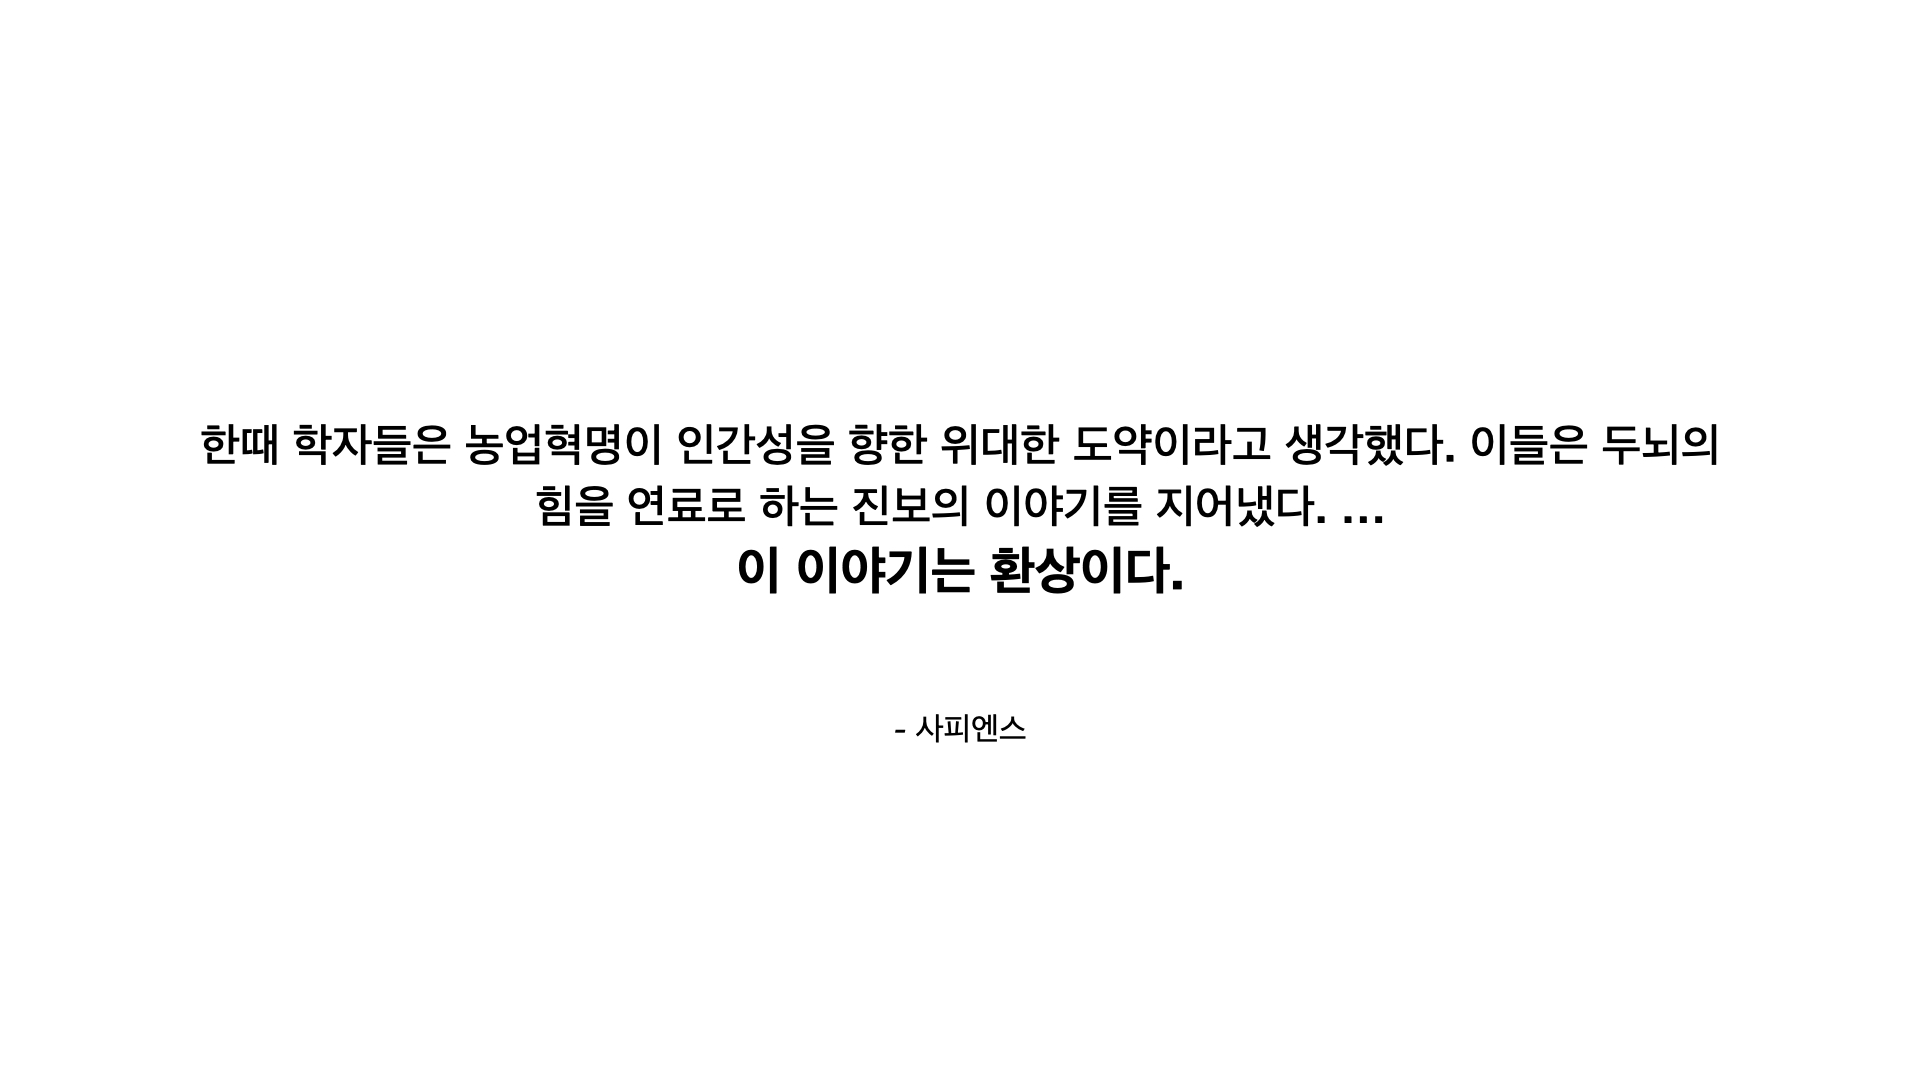 한때 학자들은 농업혁명이 인간성을 향한 위대한 도약이라고 생각했다. 이들은 두뇌의
힘을 연료로 하는 진보의 이야기를 지어냈다. …
이 이야기는 환상이다.
- 사피엔스